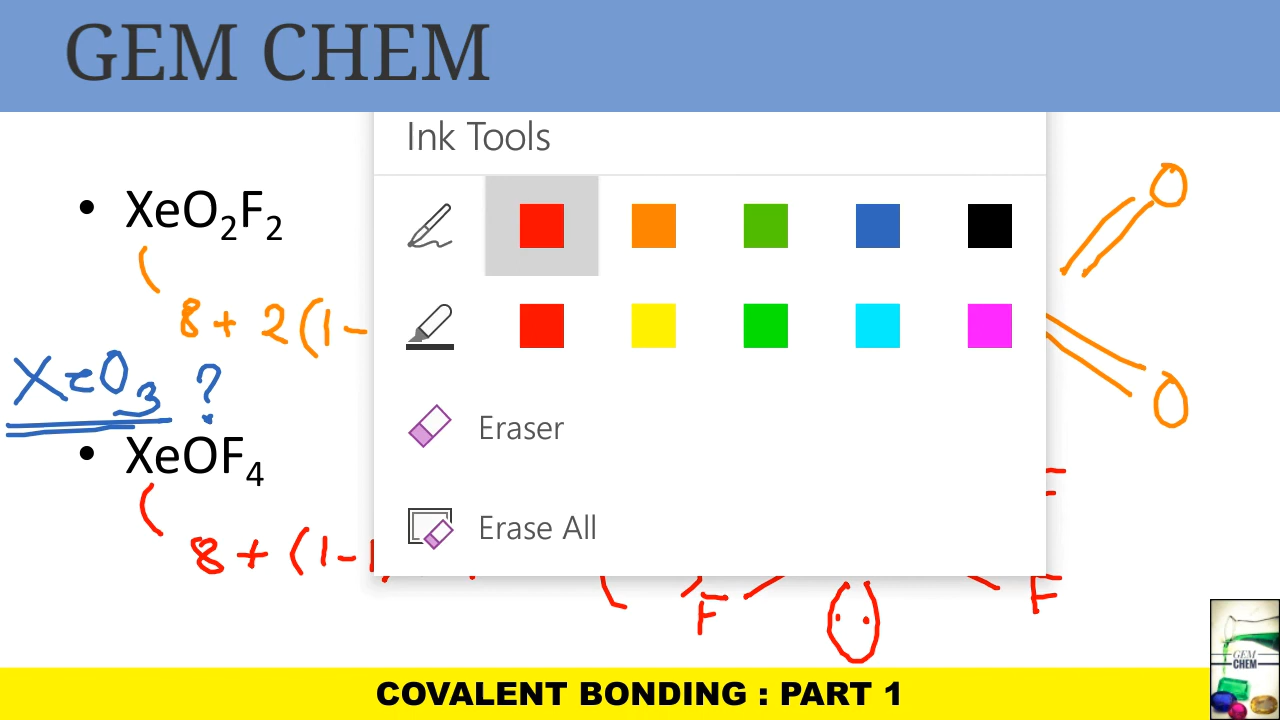 GEM CHEM
Ink Tools
• XeO₂F₂
O
8 + 2 (1 –
XeO₃ ?
O
Eraser
• XeOF₄
Erase All
8 + (1 –
F
F
O
GEM
CHEM
COVALENT BONDING : PART 1